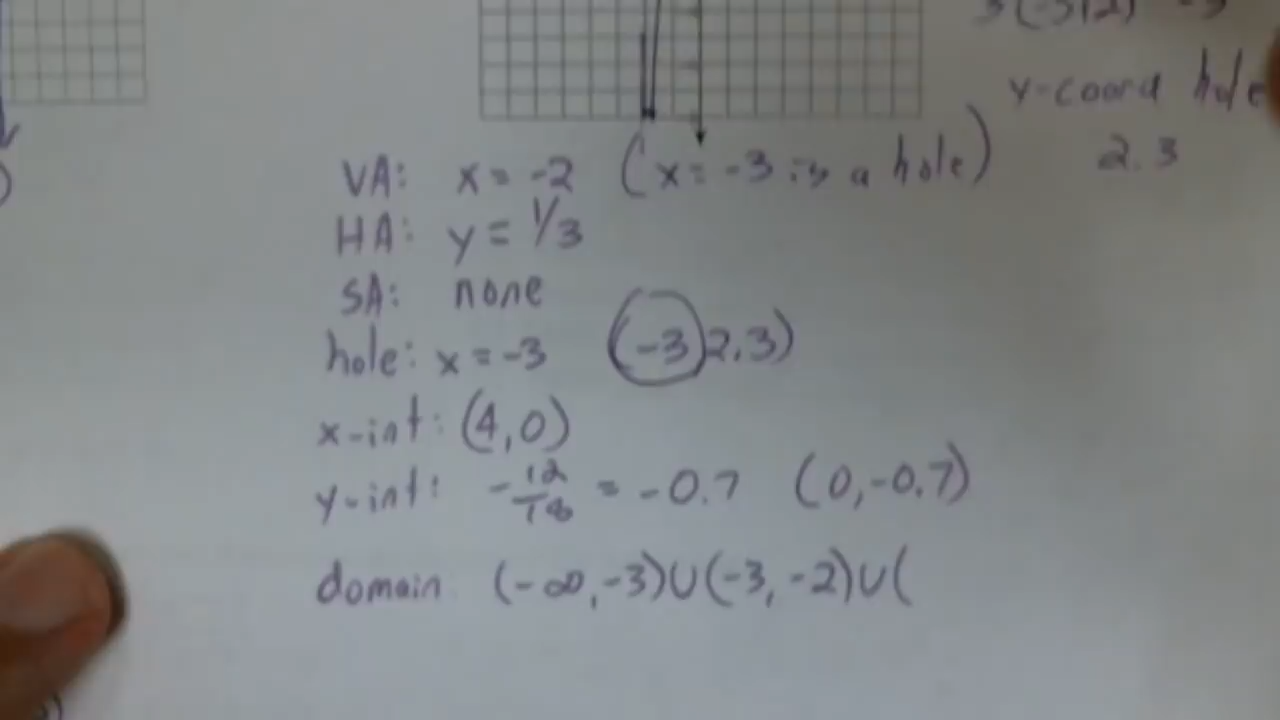 y-coord hole
2.3
VA: x = -2 (x = -3 is a hole)
HA: y = 1/3
SA: none
hole: x = -3 (-3 2.3)
x-int: (4,0)
y-int: -12/18 = -0.7 (0,-0.7)
domain (-∞,-3)∪(-3,-2)∪(